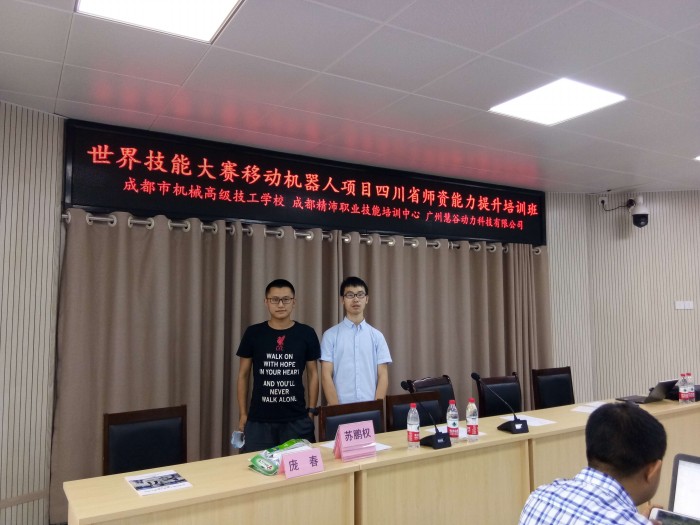 世界技能大赛移动机器人项目四川省师资能力提升培训班
成都市机械高级技工学校 成都精沛职业技能培训中心 广州慧谷动力科技有限公司
WALK ON
WITH HOPE
IN YOUR HEART
AND YOU'LL
NEVER
WALK ALONE.
庞春
苏鹏权